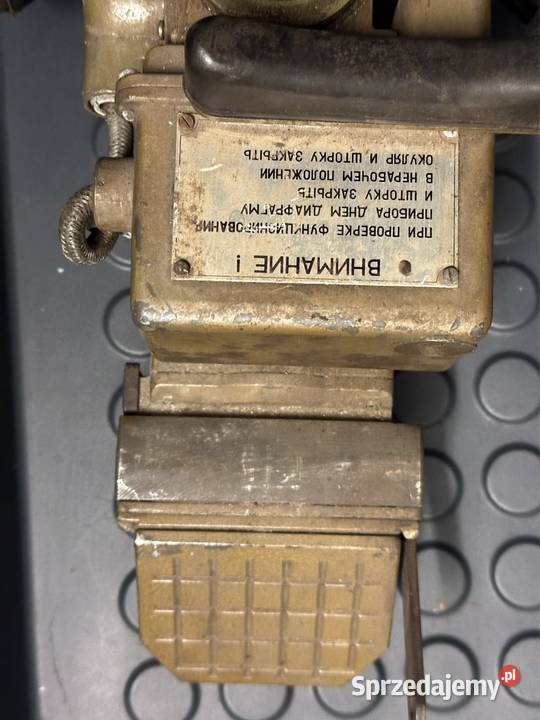 ВНИМАНИЕ !
ПРИ ПРОВЕРКЕ ФУНКЦИОНИРОВАНИЯ
ПРИБОРА ДНЕМ ДИАФРАГМУ
И ШТОРКУ ЗАКРЫТЬ
В НЕРАБОЧЕМ ПОЛОЖЕНИИ
ОКУЛЯР И ШТОРКУ ЗАКРЫТЬ
Sprzedajemy.pl